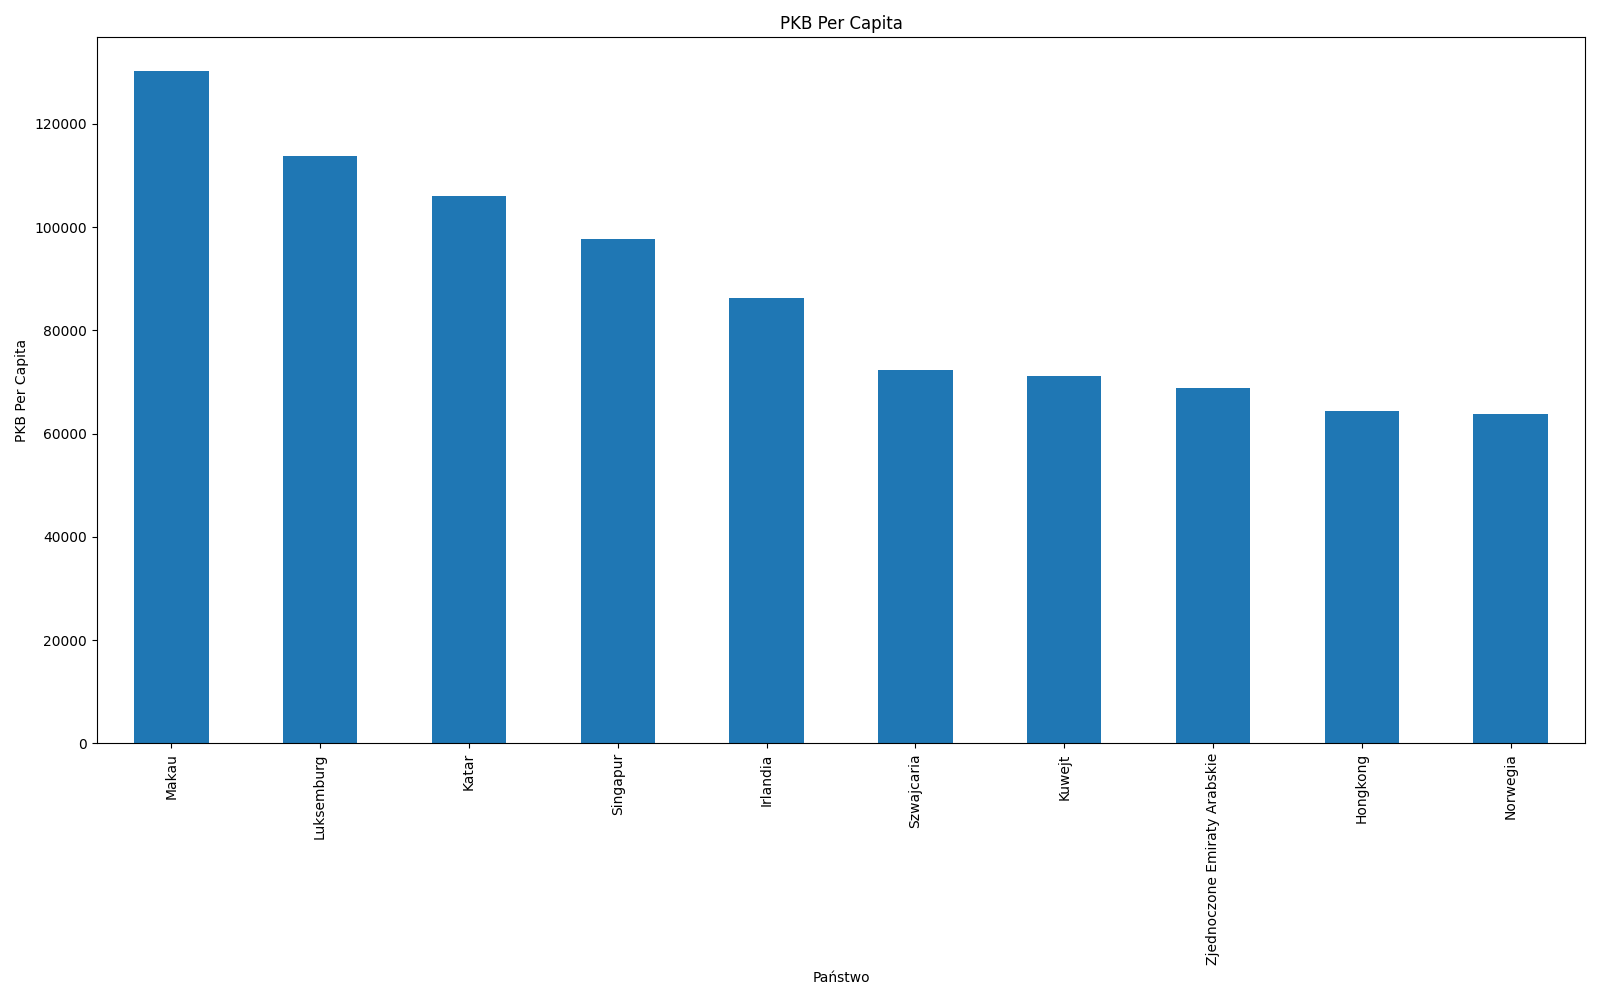 PKB Per Capita
PKB Per Capita
120000
100000
80000
60000
40000
20000
0
Makau
Luksemburg
Katar
Singapur
Irlandia
Szwajcaria
Kuwejt
Zjednoczone Emiraty Arabskie
Hongkong
Norwegia
Państwo